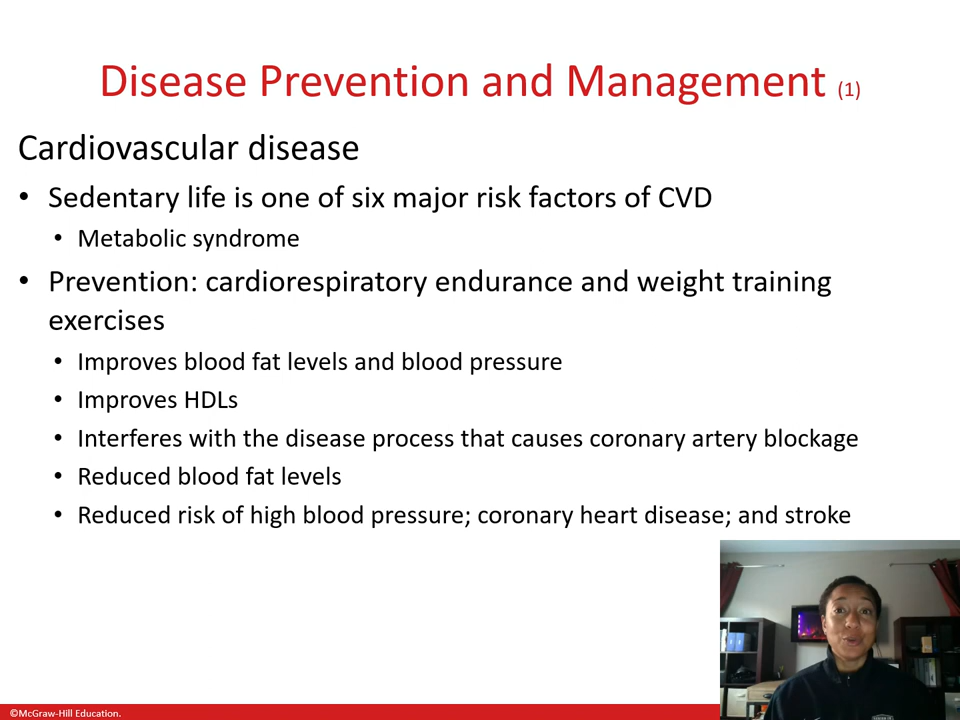 Disease Prevention and Management (1)
Cardiovascular disease
• Sedentary life is one of six major risk factors of CVD
• Metabolic syndrome
• Prevention: cardiorespiratory endurance and weight training
exercises
• Improves blood fat levels and blood pressure
• Improves HDLs
• Interferes with the disease process that causes coronary artery blockage
• Reduced blood fat levels
• Reduced risk of high blood pressure; coronary heart disease; and stroke
©McGraw-Hill Education.